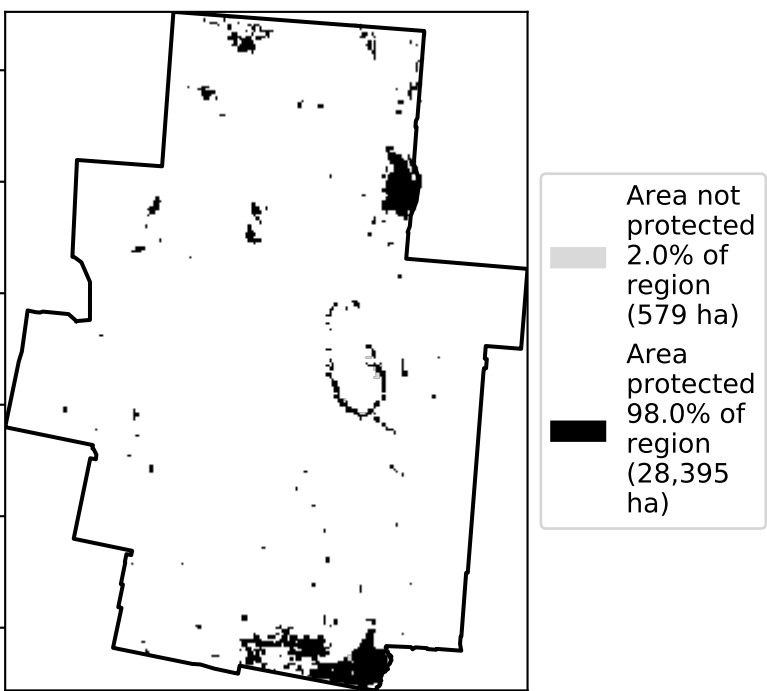 Area not
protected
2.0% of
region
(579 ha)
Area
protected
98.0% of
region
(28,395
ha)